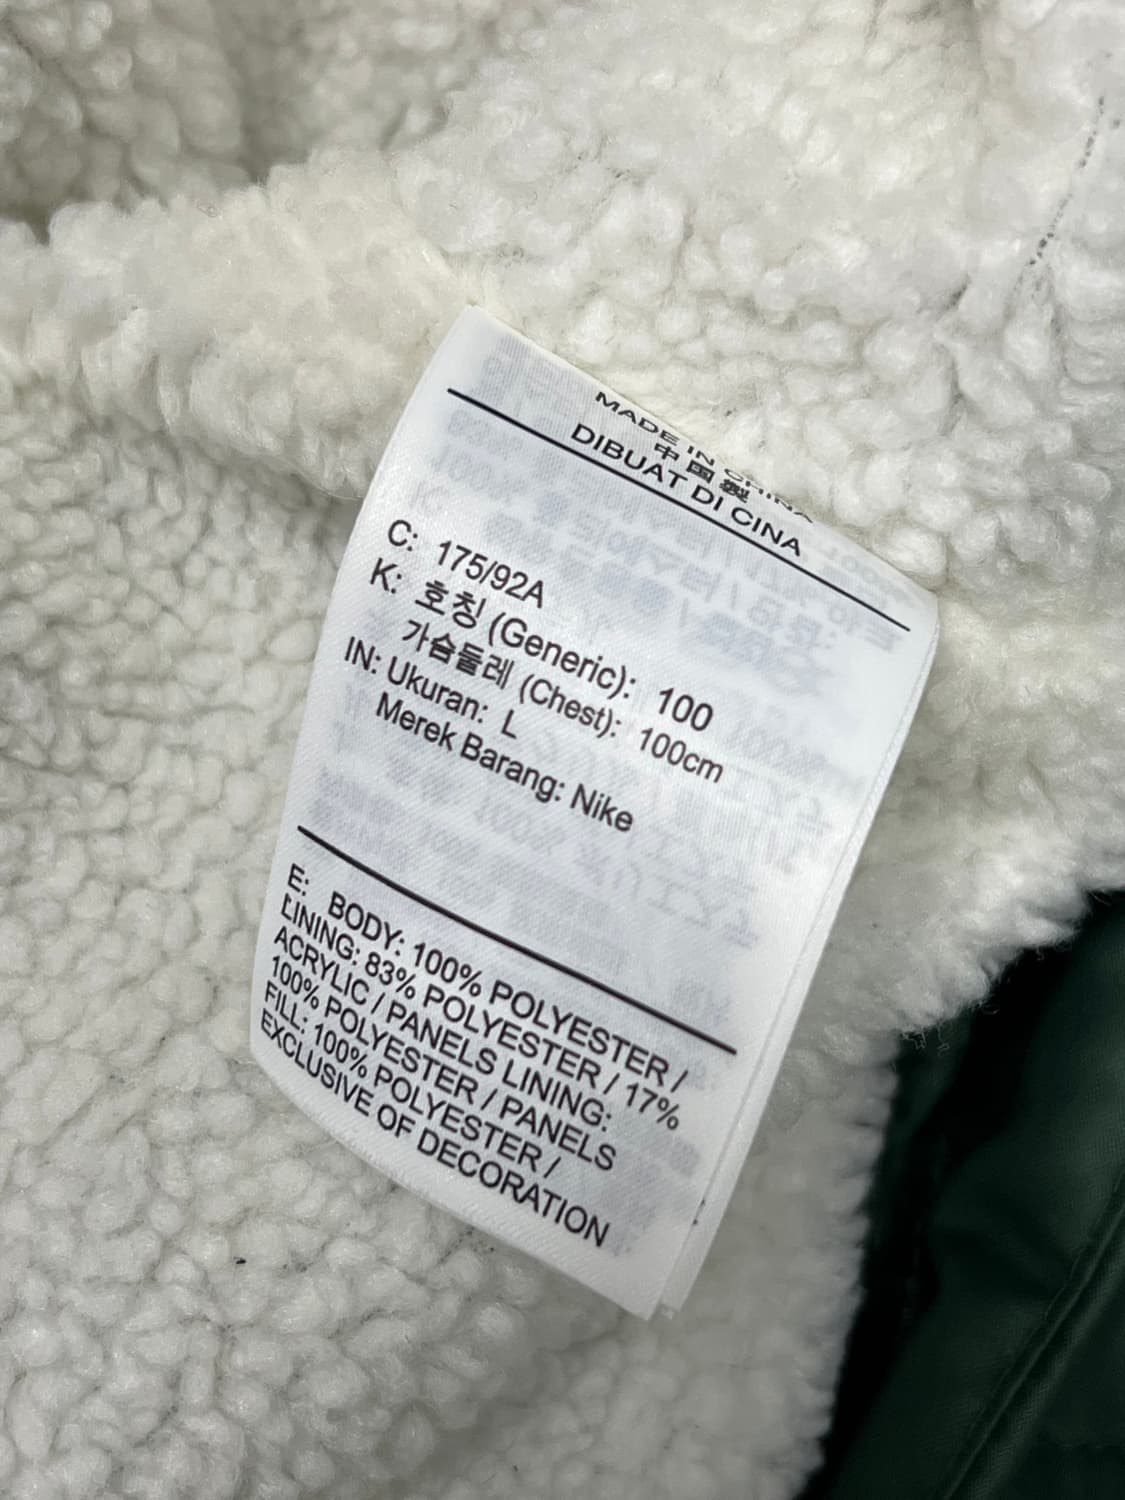 MADE IN CHINA
中国製
DIBUAT DI CINA
C: 175/92A
K: 호칭 (Generic): 100
가슴둘레 (Chest): 100cm
IN: Ukuran: L
Merek Barang: Nike
E: BODY: 100% POLYESTER /
LINING: 83% POLYESTER / 17%
ACRYLIC / PANELS LINING:
100% POLYESTER / PANELS
FILL: 100% POLYESTER /
EXCLUSIVE OF DECORATION